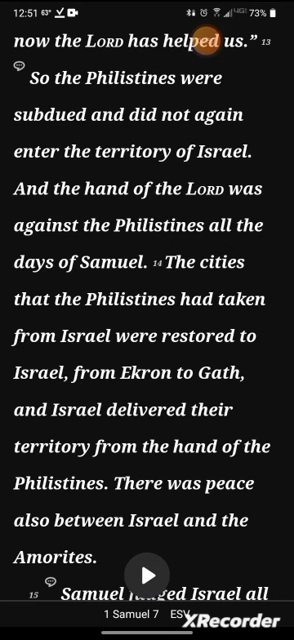 12:51 63° 73%
now the LORD has helped us.” 13
So the Philistines were
subdued and did not again
enter the territory of Israel.
And the hand of the LORD was
against the Philistines all the
days of Samuel. 14 The cities
that the Philistines had taken
from Israel were restored to
Israel, from Ekron to Gath,
and Israel delivered their
territory from the hand of the
Philistines. There was peace
also between Israel and the
Amorites.
15 Samuel judged Israel all
1 Samuel 7 ESV
XRecorder